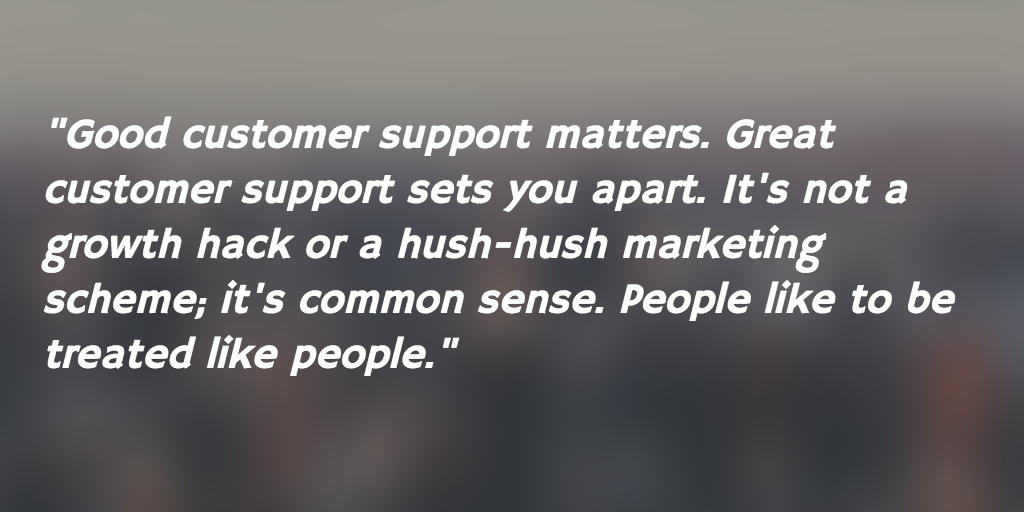 "Good customer support matters. Great
customer support sets you apart. It's not a
growth hack or a hush-hush marketing
scheme; it's common sense. People like to be
treated like people."